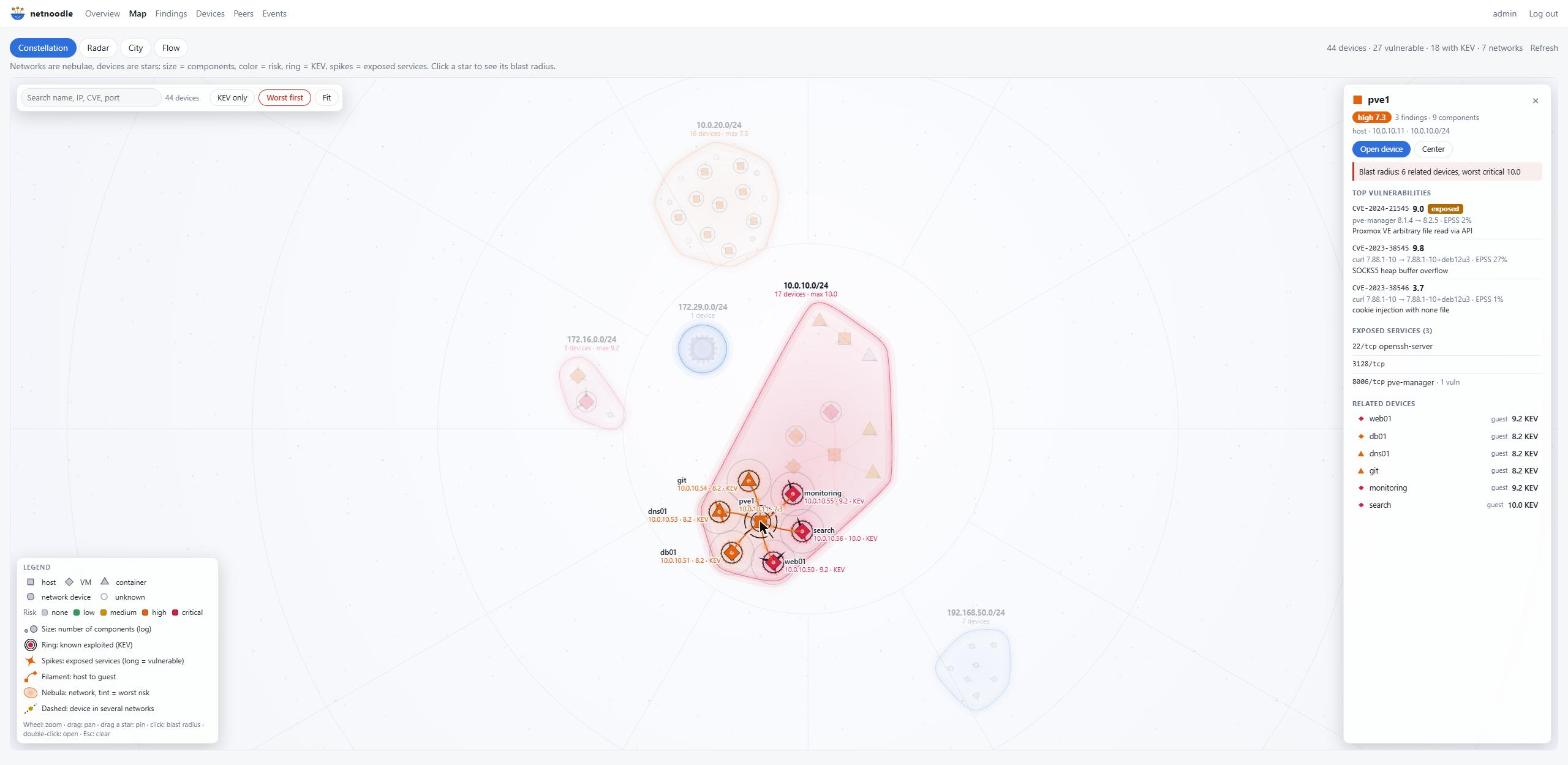 netnoodle Overview Map Findings Devices Peers Events admin Log out
Constellation Radar City Flow 44 devices · 27 vulnerable · 18 with KEV · 7 networks Refresh
Networks are nebulae, devices are stars: size = components, color = risk, ring = KEV, spikes = exposed services. Click a star to see its blast radius.
Search name, IP, CVE, port 44 devices KEV only Worst first Fit
10.0.20.0/24
16 devices · max 7.5
10.0.10.0/24
17 devices · max 10.0
172.29.0.0/24
1 device
172.16.0.0/24
3 devices · max 9.2
git
10.0.10.54 · 8.2 · KEV
monitoring
10.0.10.55 · 9.2 · KEV
pve1
dns01
10.0.10.53 · 8.2 · KEV
search
10.0.10.56 · 10.0 · KEV
db01
10.0.10.51 · 8.2 · KEV
web01
10.0.10.50 · 9.2 · KEV
192.168.50.0/24
7 devices
LEGEND
host VM container
network device unknown
Risk none low medium high critical
Size: number of components (log)
Ring: known exploited (KEV)
Spikes: exposed services (long = vulnerable)
Filament: host to guest
Nebula: network, tint = worst risk
Dashed: device in several networks
Wheel: zoom · drag: pan · drag a star: pin · click: blast radius ·
double-click: open · Esc: clear
pve1 ×
high 7.3 3 findings · 9 components
host · 10.0.10.11 · 10.0.10.0/24
Open device Center
Blast radius: 6 related devices, worst critical 10.0
TOP VULNERABILITIES
CVE-2024-21545 9.0 exposed
pve-manager 8.1.4 → 8.2.5 · EPSS 2%
Proxmox VE arbitrary file read via API
CVE-2023-38545 9.8
curl 7.88.1-10 → 7.88.1-10+deb12u3 · EPSS 27%
SOCKS5 heap buffer overflow
CVE-2023-38546 3.7
curl 7.88.1-10 → 7.88.1-10+deb12u3 · EPSS 1%
cookie injection with none file
EXPOSED SERVICES (3)
22/tcp openssh-server
3128/tcp
8006/tcp pve-manager · 1 vuln
RELATED DEVICES
web01 guest 9.2 KEV
db01 guest 8.2 KEV
dns01 guest 8.2 KEV
git guest 8.2 KEV
monitoring guest 9.2 KEV
search guest 10.0 KEV